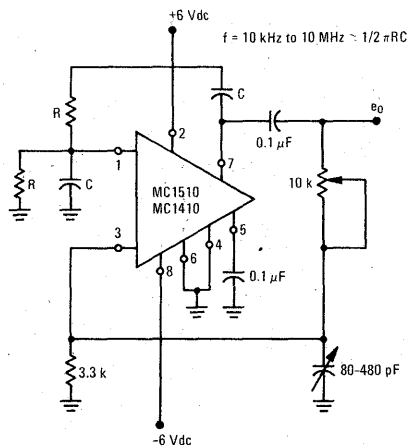 +6 Vdc
f = 10 kHz to 10 MHz ~ 1/2 πRC
C
R
0.1 μF
e₀
2
7
1
R
C
10 k
MC1510
MC1410
3
5
4
6
8
0.1 μF
3.3 k
80-480 pF
-6 Vdc